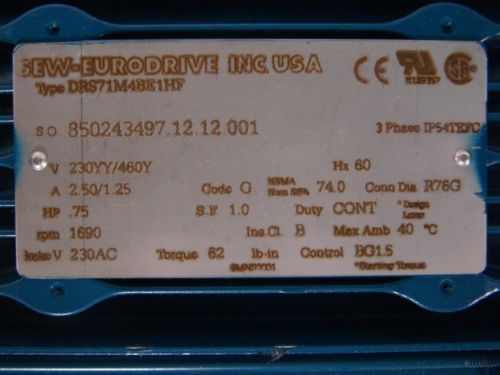 SEW-EURODRIVE INC. USA
Type DRS71M4BE1HF
S.O. 850243497.12.12.001 3 Phase IP54TEFC
V 230YY/460Y Hz 60
A 2.50/1.25 Code G NEMA Nom Eff% 74.0 Conn Dia R76G
HP .75 S.F 1.0 Duty CONT °Design
rpm 1690 Ins.Cl B Max Amb 40 °C
Brake V 230AC Torque 62 lb-in Control BG1.5
°Starting Torque